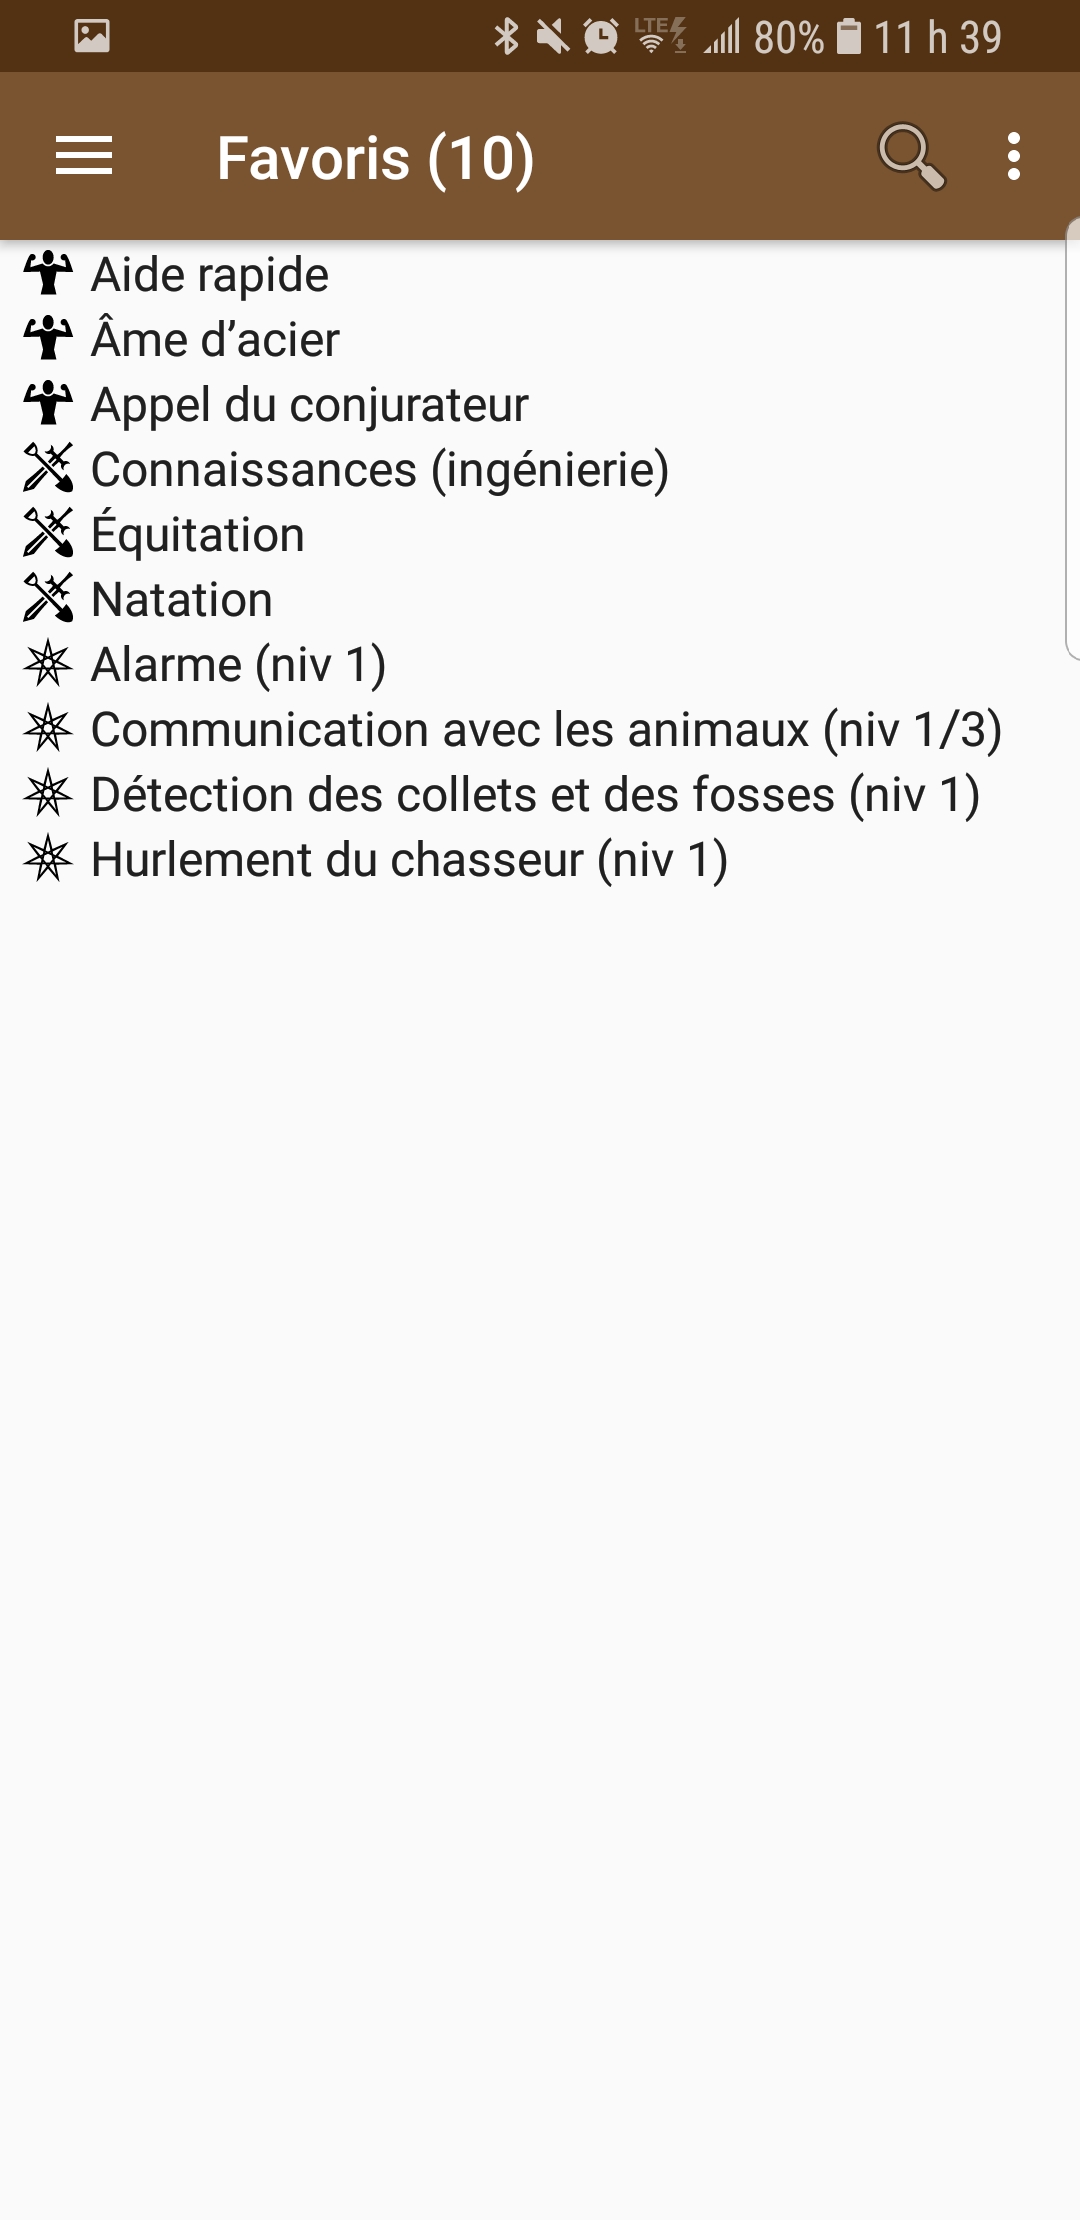 LTE 80% 11 h 39
Favoris (10)
Aide rapide
Âme d’acier
Appel du conjurateur
Connaissances (ingénierie)
Équitation
Natation
Alarme (niv 1)
Communication avec les animaux (niv 1/3)
Détection des collets et des fosses (niv 1)
Hurlement du chasseur (niv 1)